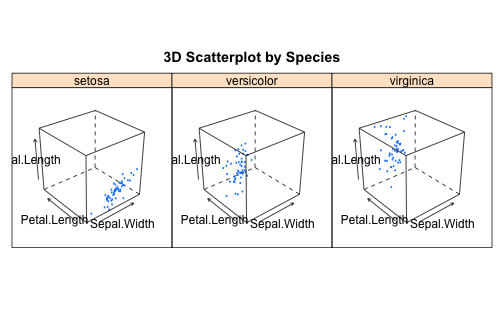 3D Scatterplot by Species
setosa versicolor virginica
al.Length al.Length al.Length
Petal.Length Sepal.Width Petal.Length Sepal.Width Petal.Length Sepal.Width